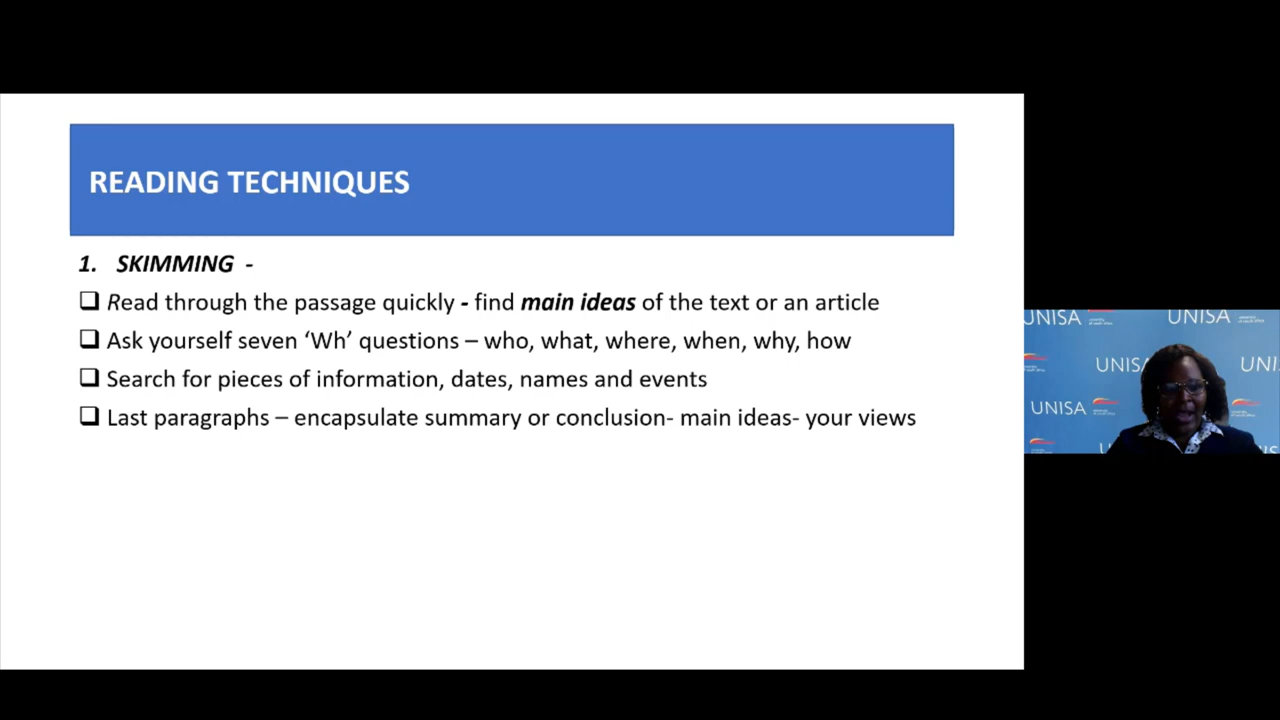 READING TECHNIQUES
1. SKIMMING -
Read through the passage quickly - find main ideas of the text or an article
Ask yourself seven ‘Wh’ questions – who, what, where, when, why, how
Search for pieces of information, dates, names and events
Last paragraphs – encapsulate summary or conclusion- main ideas- your views
UNISA
UNISA
UNISA
UNI
UNISA